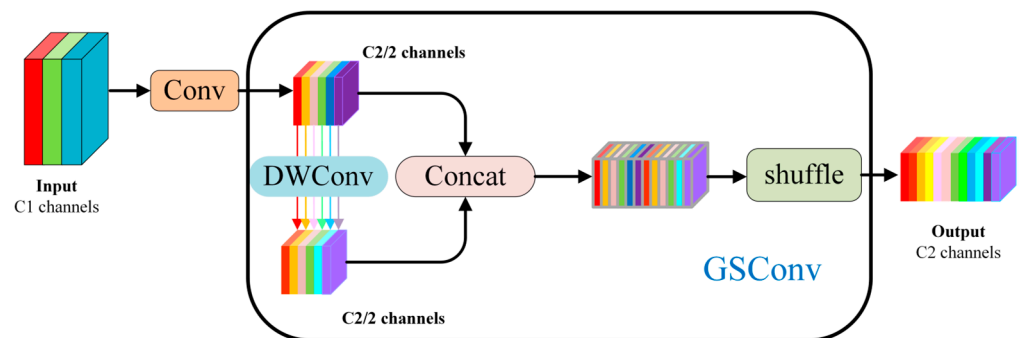 C2/2 channels
Conv
DWConv
Concat
shuffle
Input
C1 channels
GSConv
Output
C2 channels
C2/2 channels